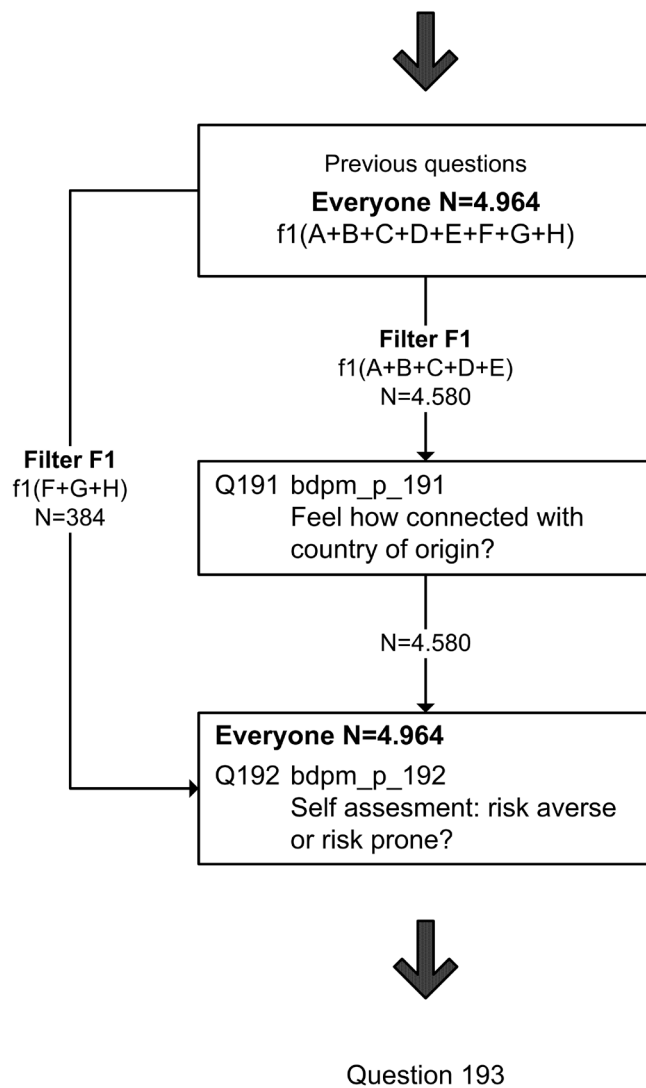 Previous questions
Everyone N=4.964
f1(A+B+C+D+E+F+G+H)
Filter F1
f1(A+B+C+D+E)
N=4.580
Filter F1
f1(F+G+H)
N=384
Q191 bdpm_p_191
Feel how connected with
country of origin?
N=4.580
Everyone N=4.964
Q192 bdpm_p_192
Self assesment: risk averse
or risk prone?
Question 193